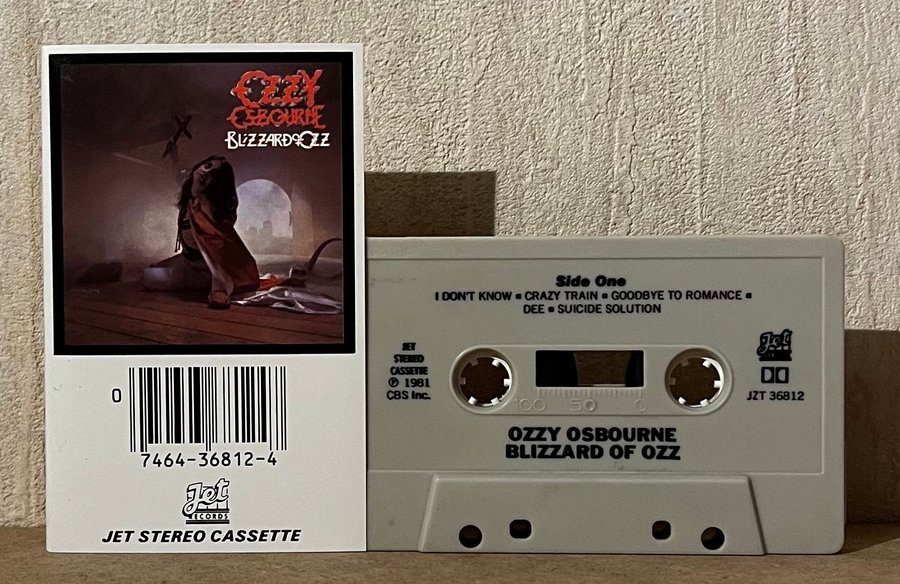 OZZY
OSBOURNE
BLIZZARD OF OZZ
0
7464-36812-4
Jet
RECORDS
JET STEREO CASSETTE
Side One
I DON'T KNOW ▪ CRAZY TRAIN ▪ GOODBYE TO ROMANCE ▪
DEE ▪ SUICIDE SOLUTION
JET
STEREO
CASSETTE
℗ 1981
CBS Inc.
Jet
JZT 36812
100 50 0
OZZY OSBOURNE
BLIZZARD OF OZZ